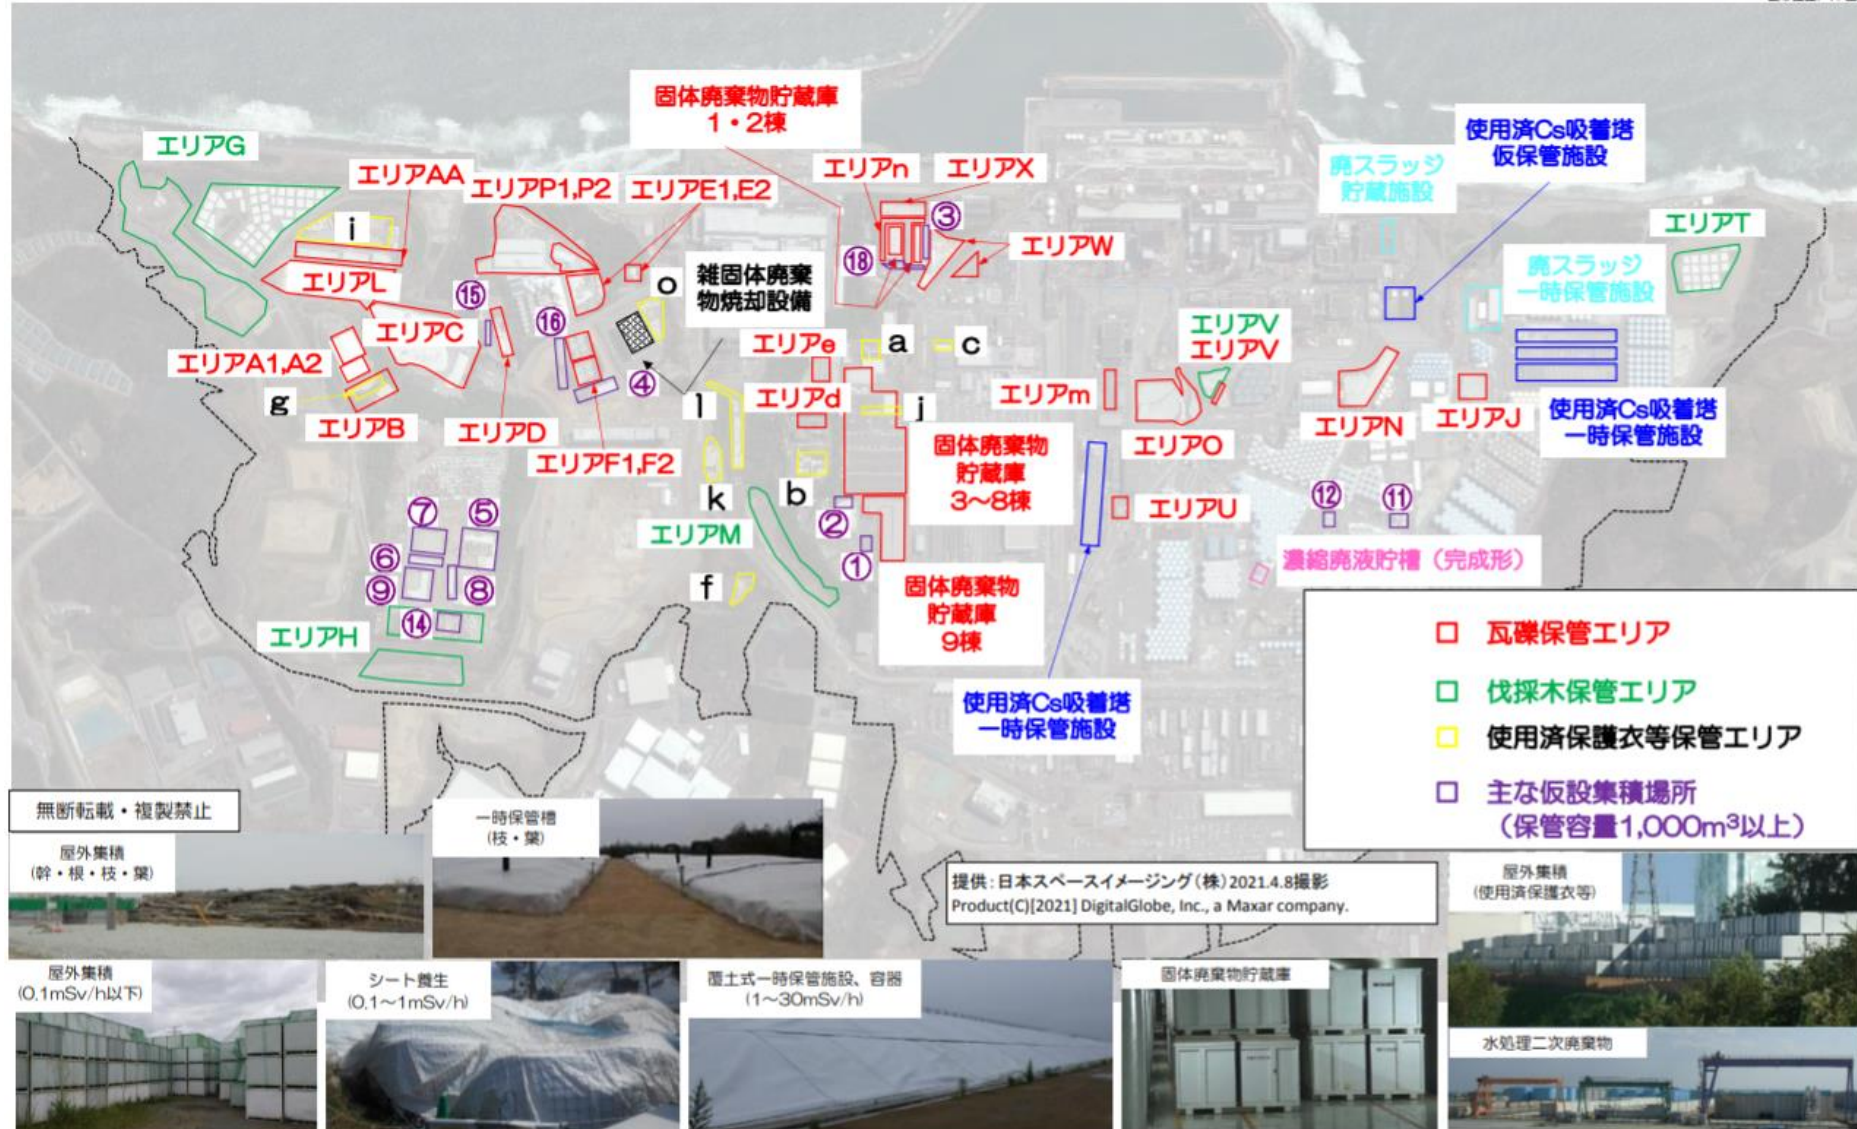 固体廃棄物貯蔵庫
1・2棟
使用済Cs吸着塔
仮保管施設
エリアG
エリアAA
エリアP1,P2
エリアE1,E2
エリアn
エリアX
廃スラッジ
貯蔵施設
エリアT
i
③
エリアW
エリアL
⑱
廃スラッジ
一時保管施設
雑固体廃棄
物焼却設備
o
⑮
⑯
エリアC
エリアV
エリアV
エリアe
a
c
エリアA1,A2
④
g
l
エリアd
j
エリアm
エリアB
エリアD
エリアF1,F2
エリアO
エリアN
エリアJ
使用済Cs吸着塔
一時保管施設
固体廃棄物
貯蔵庫
3~8棟
k
b
⑦
⑤
エリアM
②
エリアU
⑫
⑪
⑥
①
濃縮廃液貯槽(完成形)
⑨
⑧
f
固体廃棄物
貯蔵庫
9棟
エリアH
⑭
使用済Cs吸着塔
一時保管施設
瓦礫保管エリア
伐採木保管エリア
使用済保護衣等保管エリア
主な仮設集積場所
(保管容量1,000m³以上)
無断転載・複製禁止
屋外集積
(幹・根・枝・葉)
一時保管槽
(枝・葉)
提供:日本スペースイメージング(株)2021.4.8撮影
Product(C)[2021] DigitalGlobe, Inc., a Maxar company.
屋外集積
(使用済保護衣等)
屋外集積
(0.1mSv/h以下)
シート養生
(0.1~1mSv/h)
覆土式一時保管施設、容器
(1~30mSv/h)
固体廃棄物貯蔵庫
水処理二次廃棄物